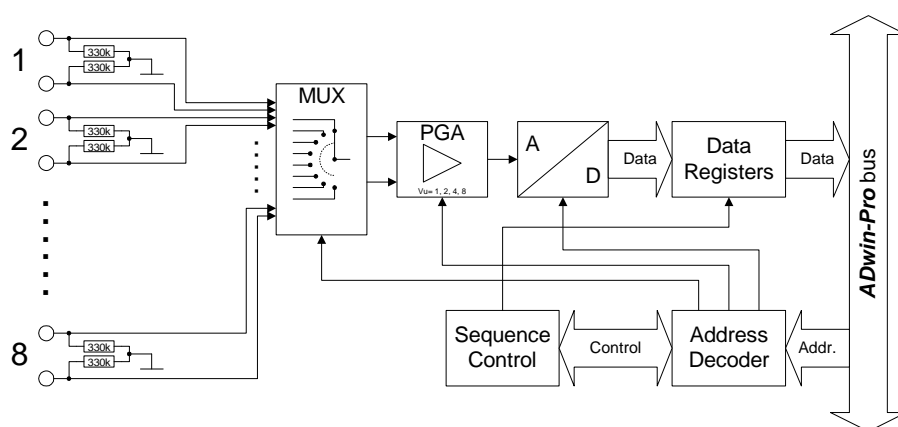 1
330k
330k
2
330k
330k
8
330k
330k
MUX
PGA
Vu= 1, 2, 4, 8
A
D
Data
Data
Registers
Data
ADwin-Pro bus
Sequence
Control
Control
Address
Decoder
Addr.